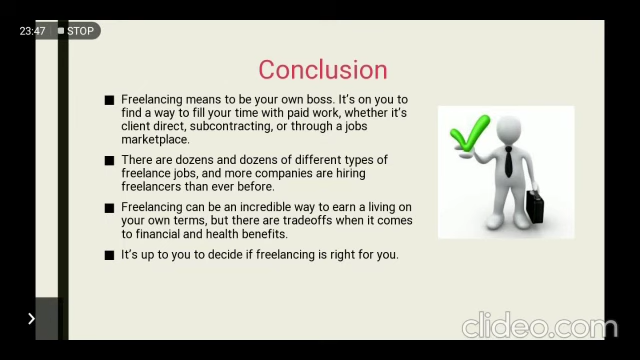 23:47 STOP
Conclusion
■ Freelancing means to be your own boss. It's on you to
find a way to fill your time with paid work, whether it's
client direct, subcontracting, or through a jobs
marketplace.
■ There are dozens and dozens of different types of
freelance jobs, and more companies are hiring
freelancers than ever before.
■ Freelancing can be an incredible way to earn a living on
your own terms, but there are tradeoffs when it comes
to financial and health benefits.
■ It's up to you to decide if freelancing is right for you.
clideo.com